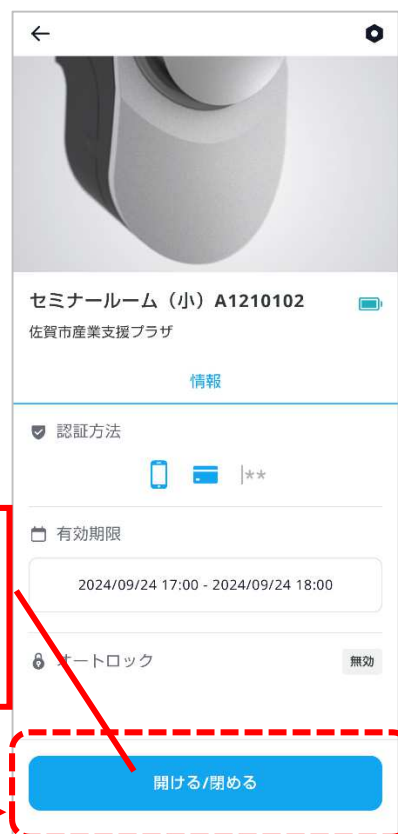 セミナールーム（小）A1210102
佐賀市産業支援プラザ
情報
認証方法
|**
有効期限
2024/09/24 17:00 - 2024/09/24 18:00
オートロック
無効
開ける/閉める